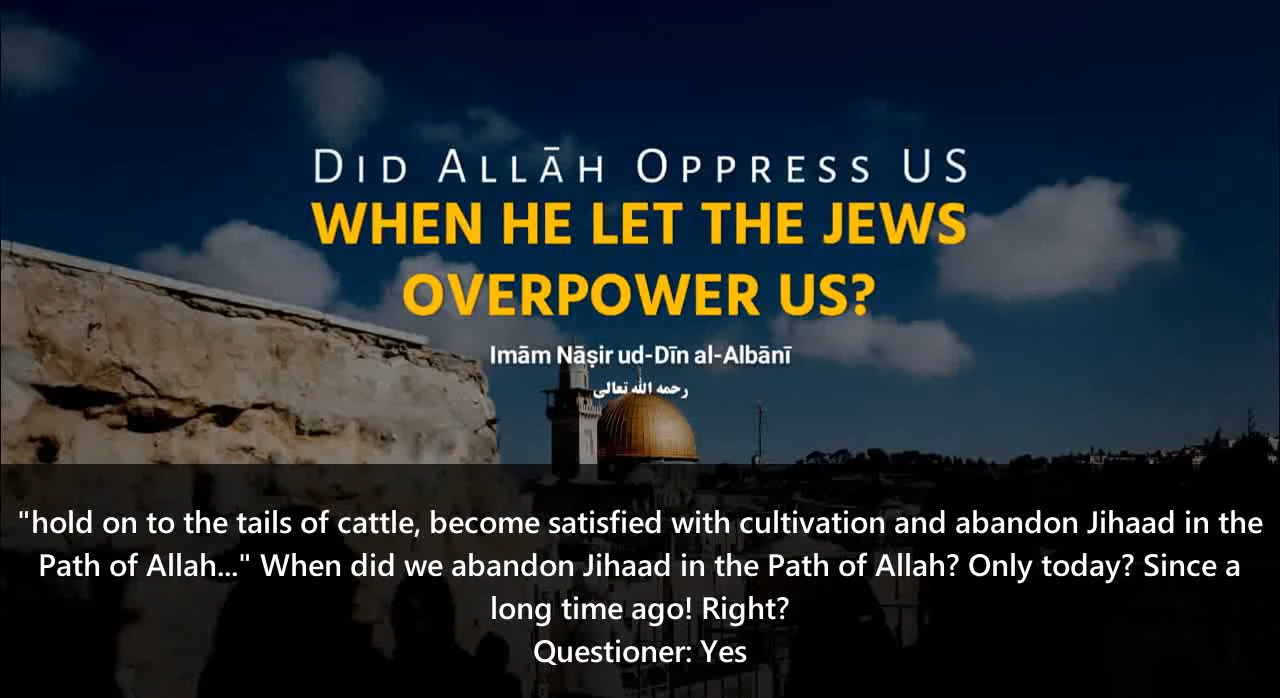 DID ALLĀH OPPRESS US
WHEN HE LET THE JEWS
OVERPOWER US?
Imām Nāṣir ud-Dīn al-Albānī
رحمه الله تعالى
"hold on to the tails of cattle, become satisfied with cultivation and abandon Jihaad in the
Path of Allah..." When did we abandon Jihaad in the Path of Allah? Only today? Since a
long time ago! Right?
Questioner: Yes